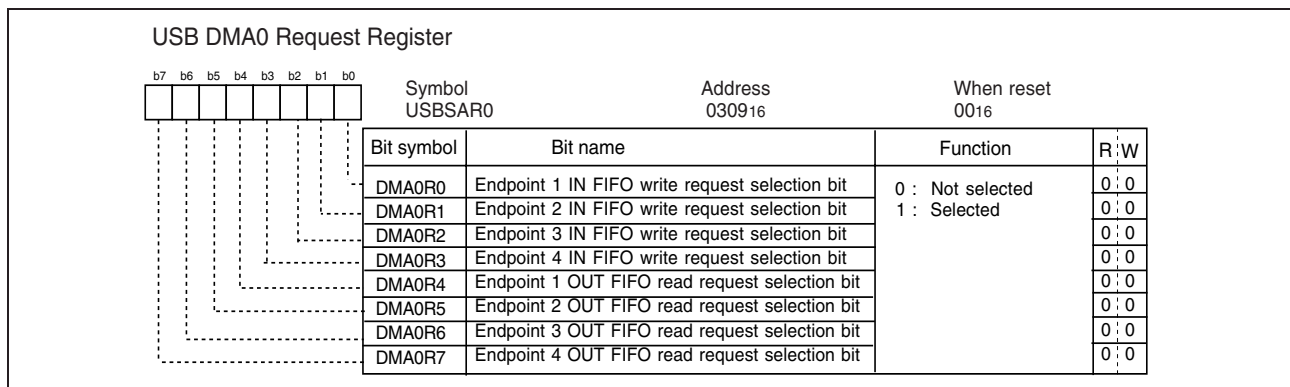 USB DMA0 Request Register
b7 b6 b5 b4 b3 b2 b1 b0
Symbol Address When reset
USBSAR0 030916 0016
Bit symbol Bit name Function R W
DMA0R0 Endpoint 1 IN FIFO write request selection bit 0 : Not selected 0 0
DMA0R1 Endpoint 2 IN FIFO write request selection bit 1 : Selected 0 0
DMA0R2 Endpoint 3 IN FIFO write request selection bit 0 0
DMA0R3 Endpoint 4 IN FIFO write request selection bit 0 0
DMA0R4 Endpoint 1 OUT FIFO read request selection bit 0 0
DMA0R5 Endpoint 2 OUT FIFO read request selection bit 0 0
DMA0R6 Endpoint 3 OUT FIFO read request selection bit 0 0
DMA0R7 Endpoint 4 OUT FIFO read request selection bit 0 0